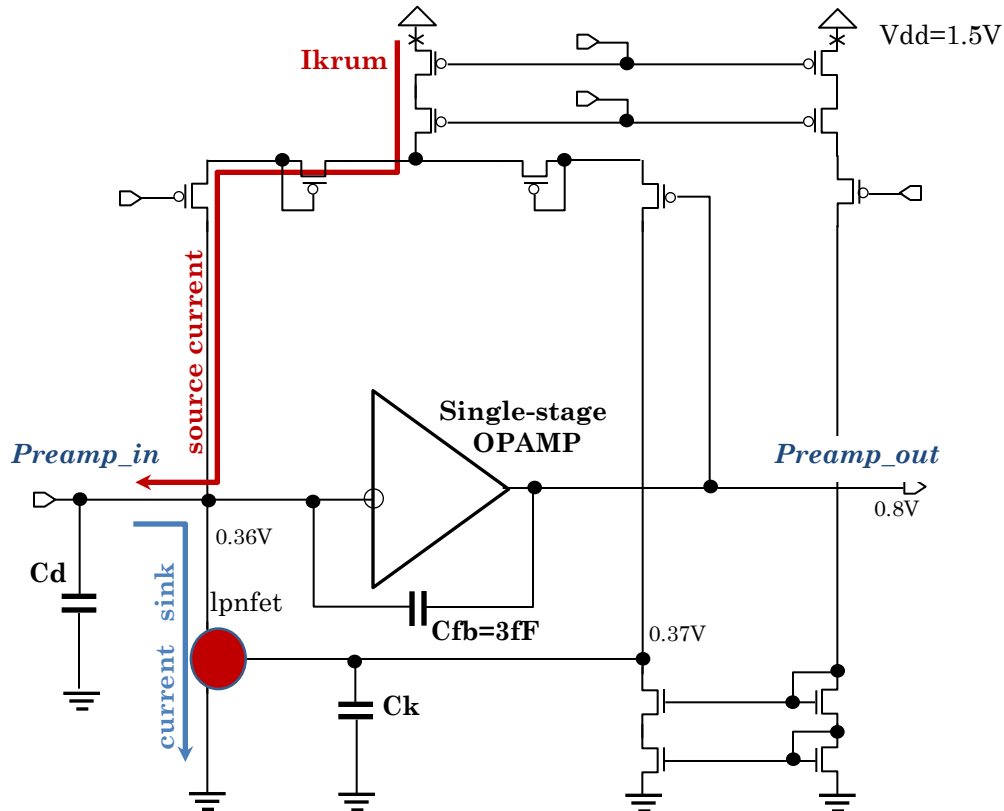 Vdd=1.5V
Ikrum
source current
Single-stage
OPAMP
Preamp_in
Preamp_out
0.8V
0.36V
Cd
lpnfet
Cfb=3fF
0.37V
current sink
Ck